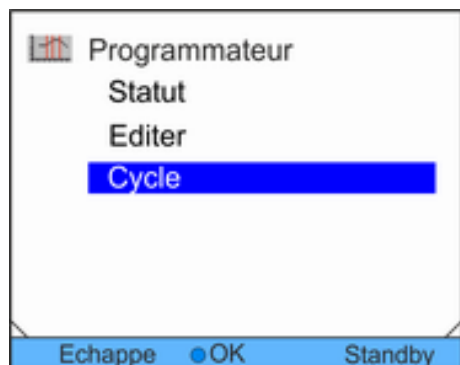 Programmateur
Statut
Editer
Cycle
Echappe OK Standby